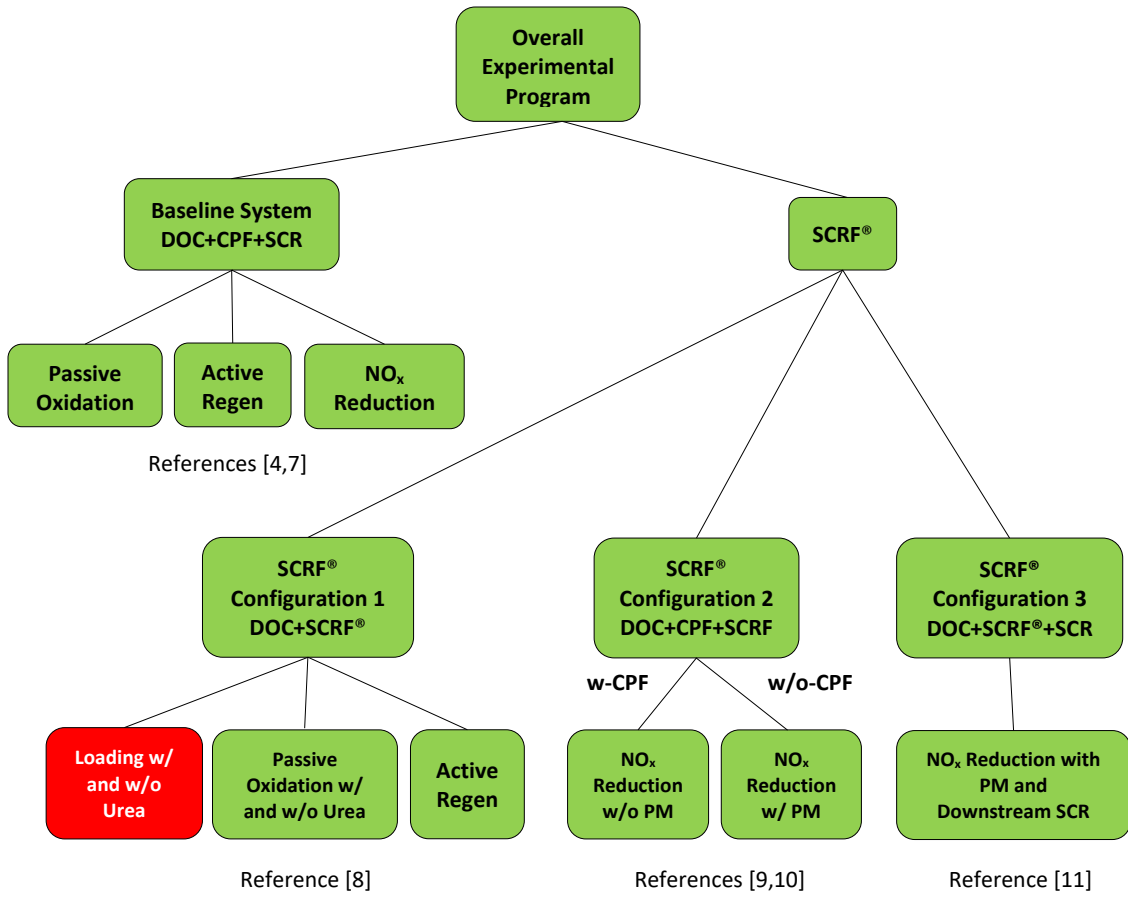 Overall
Experimental
Program
Baseline System
DOC+CPF+SCR
SCRF®
Passive
Oxidation
Active
Regen
NOₓ
Reduction
References [4,7]
SCRF®
Configuration 1
DOC+SCRF®
SCRF®
Configuration 2
DOC+CPF+SCRF
SCRF®
Configuration 3
DOC+SCRF®+SCR
w-CPF
w/o-CPF
Loading w/
and w/o
Urea
Passive
Oxidation w/
and w/o Urea
Active
Regen
NOₓ
Reduction
w/o PM
NOₓ
Reduction
w/ PM
NOₓ Reduction with
PM and
Downstream SCR
Reference [8]
References [9,10]
Reference [11]